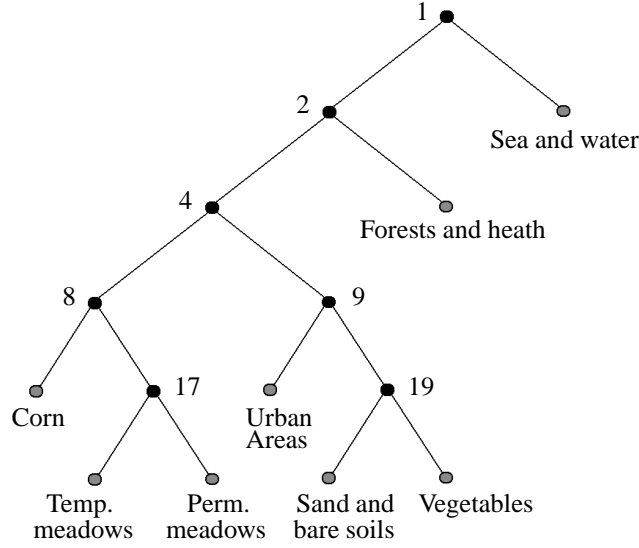 1
2
Sea and water
4
Forests and heath
8
9
17
19
Corn
Urban
Areas
Temp.
meadows
Perm.
meadows
Sand and
bare soils
Vegetables